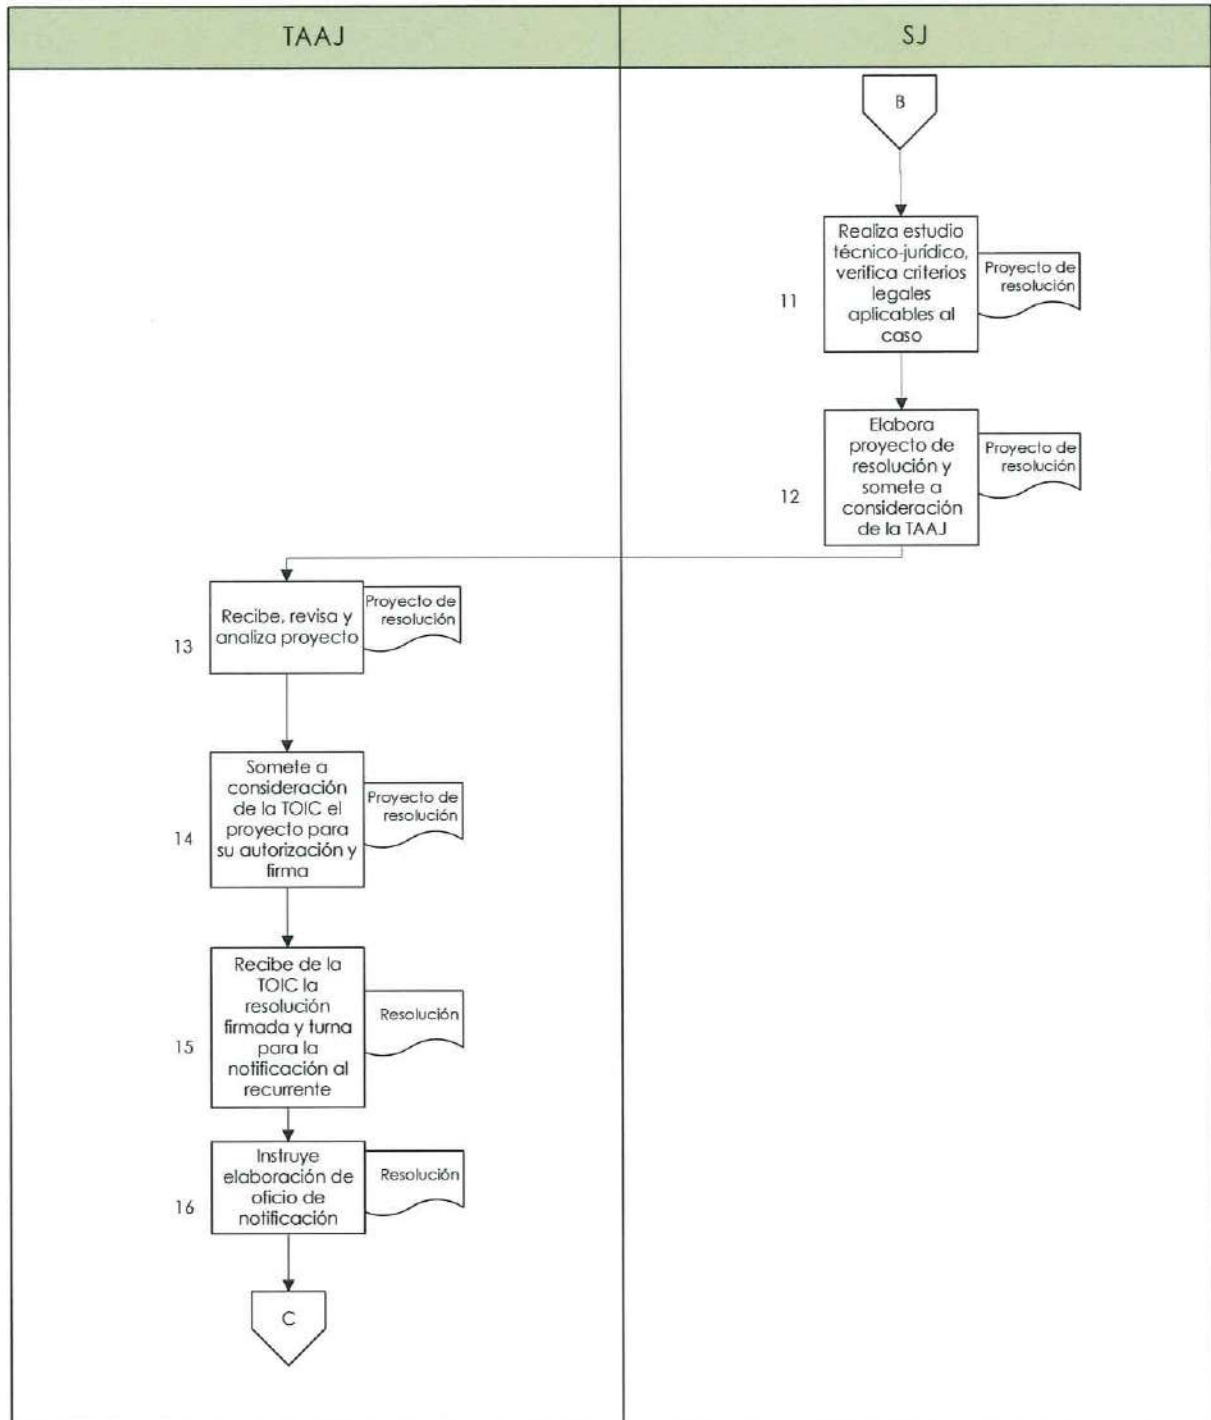 TAAJ
SJ
B
11
Realiza estudio
técnico-jurídico,
verifica criterios
legales
aplicables al
caso
Proyecto de
resolución
12
Elabora
proyecto de
resolución y
somete a
consideración
de la TAAJ
Proyecto de
resolución
13
Recibe, revisa y
analiza proyecto
Proyecto de
resolución
14
Somete a
consideración
de la TOIC el
proyecto para
su autorización y
firma
Proyecto de
resolución
15
Recibe de la
TOIC la
resolución
firmada y turna
para la
notificación al
recurrente
Resolución
16
Instruye
elaboración de
oficio de
notificación
Resolución
C